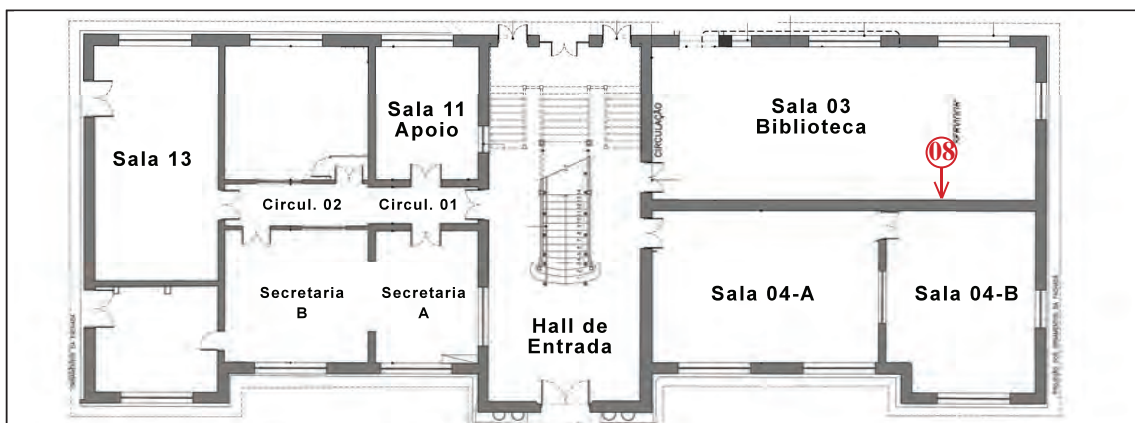 Sala 13
Sala 11
Apoio
Circul. 02
Circul. 01
Secretaria
B
Secretaria
A
Hall de
Entrada
CIRCULAÇÃO
Sala 03
Biblioteca
08
Sala 04-A
Sala 04-B